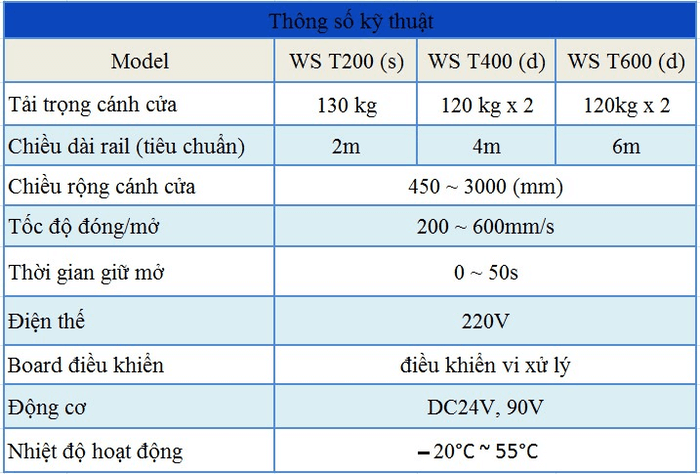 Thông số kỹ thuật
Model WS T200 (s) WS T400 (d) WS T600 (d)
Tải trọng cánh cửa 130 kg 120 kg x 2 120kg x 2
Chiều dài rail (tiêu chuẩn) 2m 4m 6m
Chiều rộng cánh cửa 450 ~ 3000 (mm)
Tốc độ đóng/mở 200 ~ 600mm/s
Thời gian giữ mở 0 ~ 50s
Điện thế 220V
Board điều khiển điều khiển vi xử lý
Động cơ DC24V, 90V
Nhiệt độ hoạt động – 20°C ~ 55°C